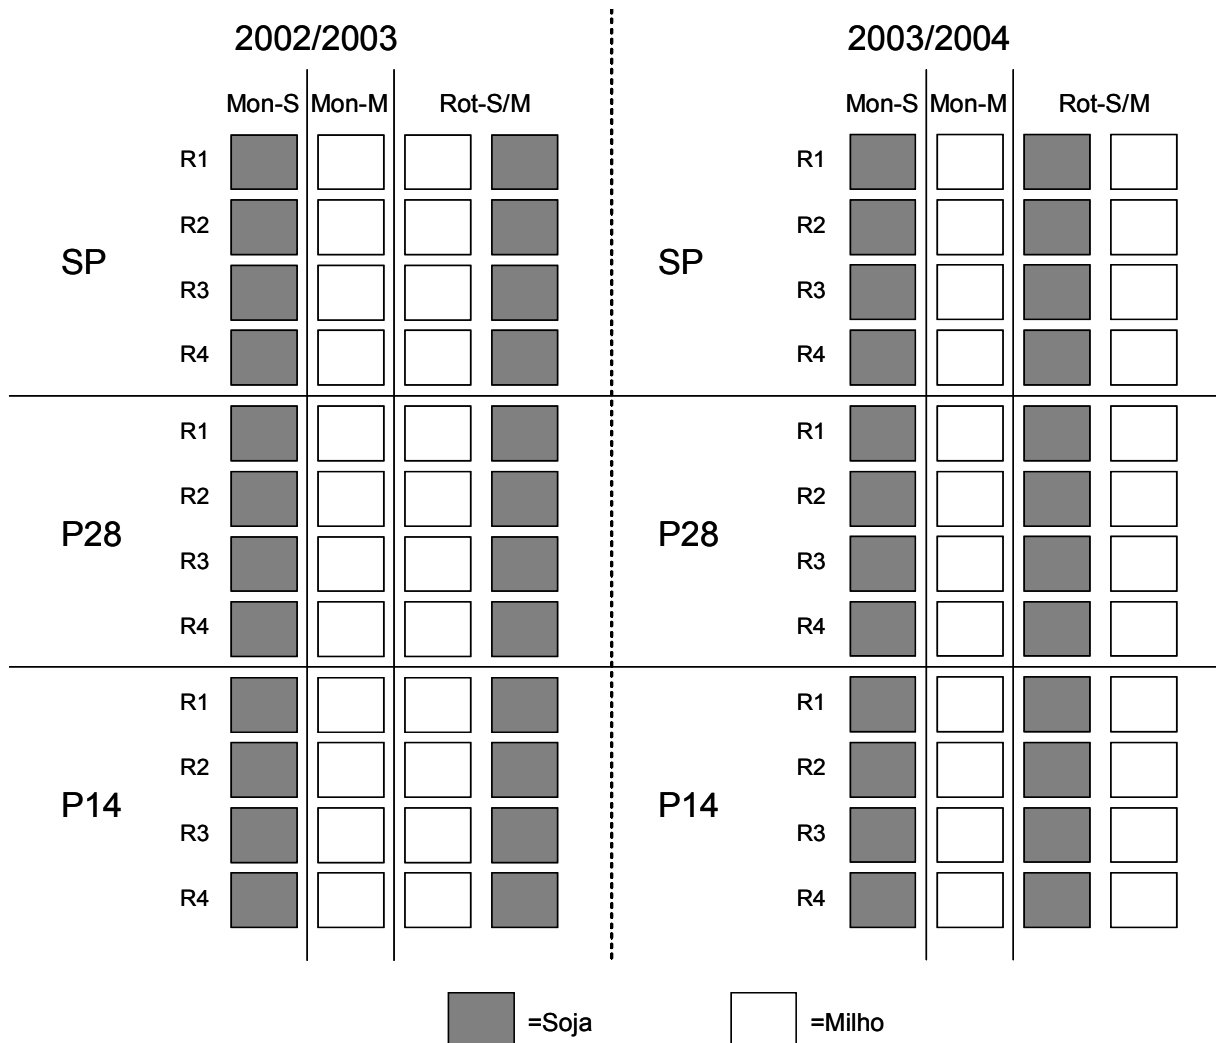 2002/2003 2003/2004
Mon-S Mon-M Rot-S/M Mon-S Mon-M Rot-S/M
R1 R1
R2 R2
SP SP
R3 R3
R4 R4
R1 R1
R2 R2
P28 P28
R3 R3
R4 R4
R1 R1
R2 R2
P14 P14
R3 R3
R4 R4
=Soja =Milho